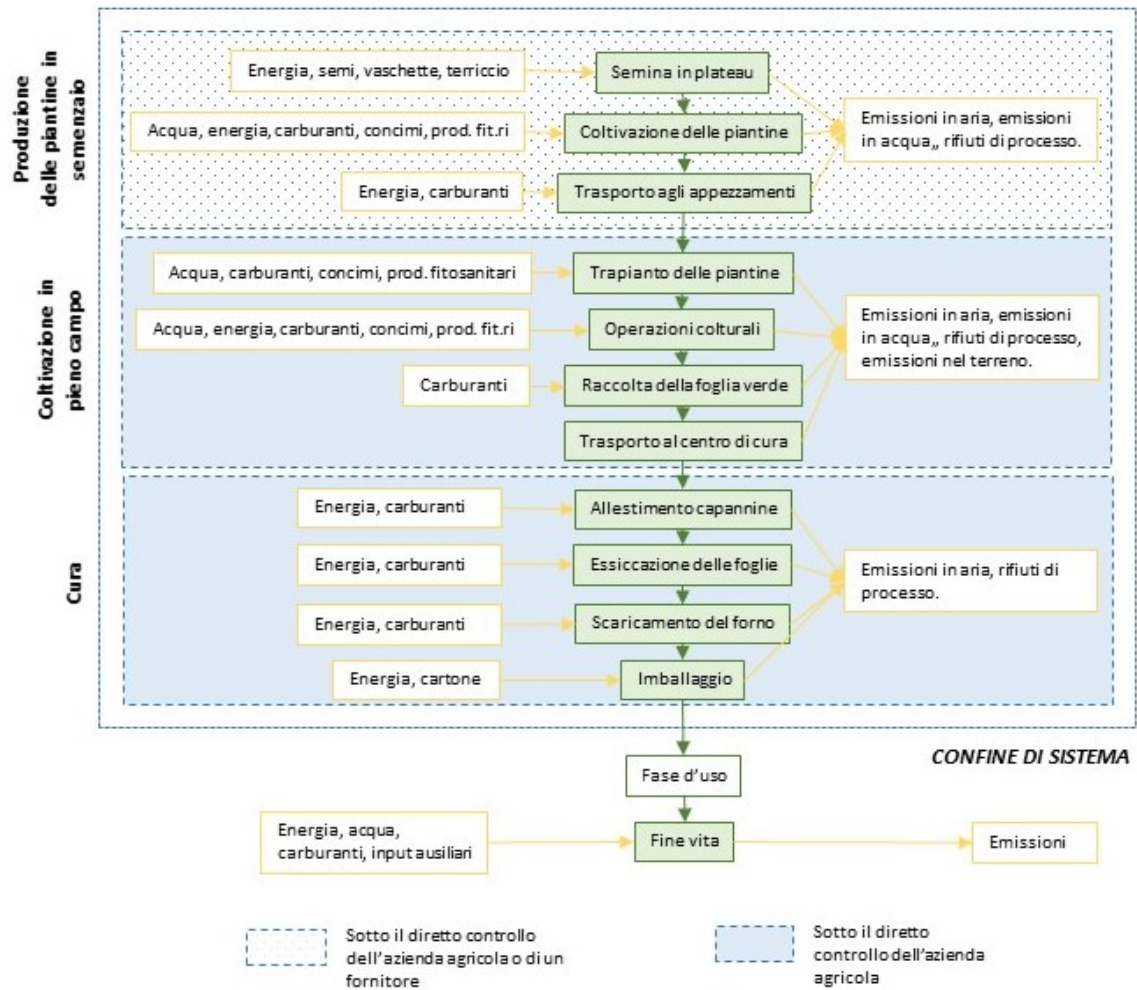 Produzione
delle piantine in
semenzaio
Energia, semi, vaschette, terriccio
Semina in plateau
Acqua, energia, carburanti, concimi, prod. fit.ri
Coltivazione delle piantine
Emissioni in aria, emissioni
in acqua,, rifiuti di processo.
Energia, carburanti
Trasporto agli appezzamenti
Coltivazione in
pieno campo
Acqua, carburanti, concimi, prod. fitosanitari
Trapianto delle piantine
Acqua, energia, carburanti, concimi, prod. fit.ri
Operazioni colturali
Emissioni in aria, emissioni
in acqua,, rifiuti di processo,
emissioni nel terreno.
Carburanti
Raccolta della foglia verde
Trasporto al centro di cura
Cura
Energia, carburanti
Allestimento capannine
Energia, carburanti
Essiccazione delle foglie
Emissioni in aria, rifiuti di
processo.
Energia, carburanti
Scaricamento del forno
Energia, cartone
Imballaggio
CONFINE DI SISTEMA
Fase d'uso
Energia, acqua,
carburanti, input ausiliari
Fine vita
Emissioni
Sotto il diretto controllo
dell'azienda agricola o di un
fornitore
Sotto il diretto
controllo dell'azienda
agricola